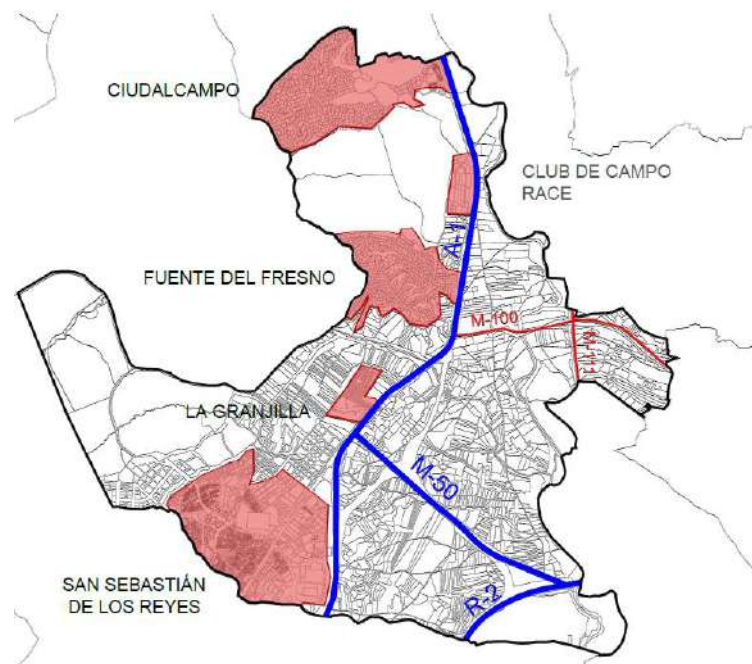 CIUDALCAMPO
CLUB DE CAMPO
RACE
A-1
FUENTE DEL FRESNO
M-100
M-111
LA GRANJILLA
M-50
SAN SEBASTIÁN
DE LOS REYES
R-2